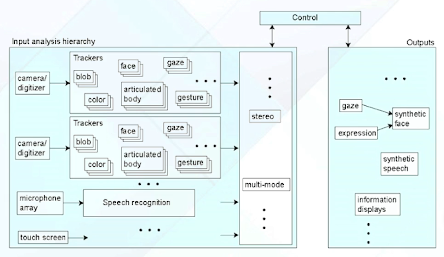 Control
Input analysis hierarchy
Outputs
Trackers
face
gaze
blob
camera/
digitizer
articulated
body
color
gesture
stereo
gaze
synthetic
face
expression
Trackers
face
gaze
blob
camera/
digitizer
articulated
body
color
gesture
synthetic
speech
multi-mode
microphone
array
Speech recognition
information
displays
touch screen